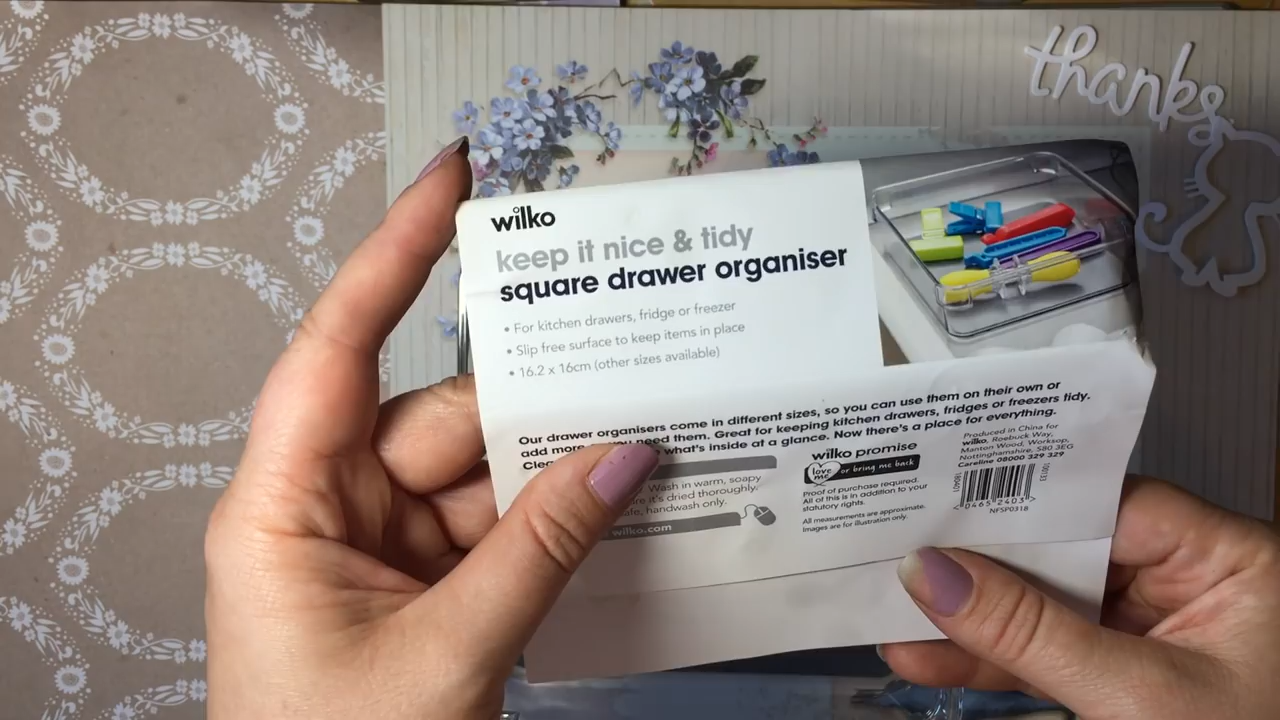 thanks
wilko
keep it nice & tidy
square drawer organiser
• For kitchen drawers, fridge or freezer
• Slip free surface to keep items in place
• 16.2 x 16cm (other sizes available)
Our drawer organisers come in different sizes, so you can use them on their own or
add more you need them. Great for keeping kitchen drawers, fridges or freezers tidy.
what's inside at a glance. Now there's a place for everything.
Wash in warm, soapy
it's dried thoroughly.
handwash only.
wilko.com
wilko promise
love me or bring me back
Proof of purchase required.
All of this is in addition to your
statutory rights.
All measurements are approximate.
Images are for illustration only.
Produced in China for
wilko, Roebuck Way,
Manton Wood, Worksop,
Nottinghamshire, S80 3EG
Careline 08000 329 329
<0465 2403>
NFSP0318